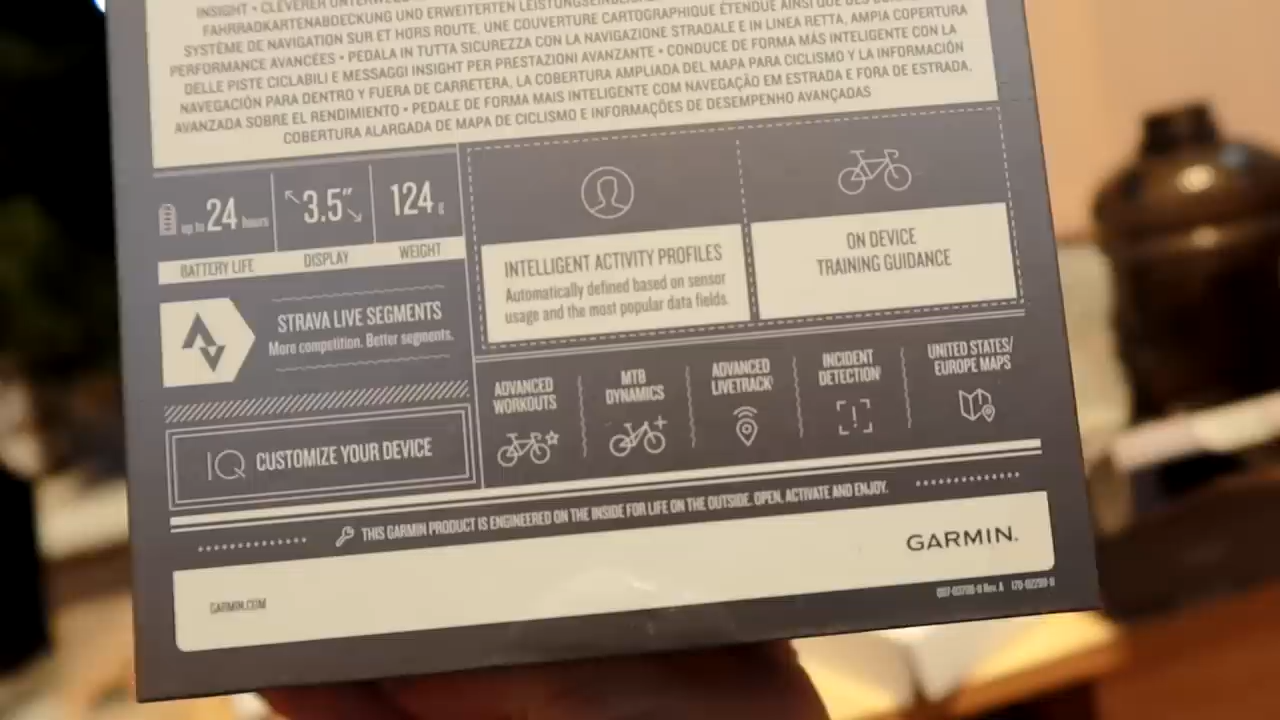 INSIGHT • CLEVERER UNTERWEGS
FAHRRADKARTENABDECKUNG UND ERWEITERTEN
SYSTÈME DE NAVIGATION SUR ET HORS ROUTE, UNE COUVERTURE CARTOGRAPHIQUE ÉTENDUE AINSI QUE DES
PERFORMANCE AVANCÉES • PEDALA IN TUTTA SICUREZZA CON LA NAVIGAZIONE STRADALE E IN LINEA RETTA, AMPIA COPERTURA
DELLE PISTE CICLABILI E MESSAGGI INSIGHT PER PRESTAZIONI AVANZATE • CONDUCE DE FORMA MÁS INTELIGENTE CON LA
NAVEGACIÓN PARA DENTRO Y FUERA DE CARRETERA, LA COBERTURA AMPLIADA DEL MAPA PARA CICLISMO Y LA INFORMACIÓN
AVANZADA SOBRE EL RENDIMIENTO • PEDALE DE FORMA MAIS INTELIGENTE COM NAVEGAÇÃO EM ESTRADA E FORA DE ESTRADA,
COBERTURA ALARGADA DE MAPA DE CICLISMO E INFORMAÇÕES DE DESEMPENHO AVANÇADAS
up to 24 hours
BATTERY LIFE
3.5″
DISPLAY
124 g
WEIGHT
INTELLIGENT ACTIVITY PROFILES
Automatically defined based on sensor
usage and the most popular data fields.
ON DEVICE
TRAINING GUIDANCE
STRAVA LIVE SEGMENTS
More competition. Better segments.
IQ CUSTOMIZE YOUR DEVICE
ADVANCED
WORKOUTS
MTB
DYNAMICS
ADVANCED
LIVETRACK
INCIDENT
DETECTION
UNITED STATES/
EUROPE MAPS
THIS GARMIN PRODUCT IS ENGINEERED ON THE INSIDE FOR LIFE ON THE OUTSIDE. OPEN, ACTIVATE AND ENJOY.
GARMIN.COM
GARMIN.